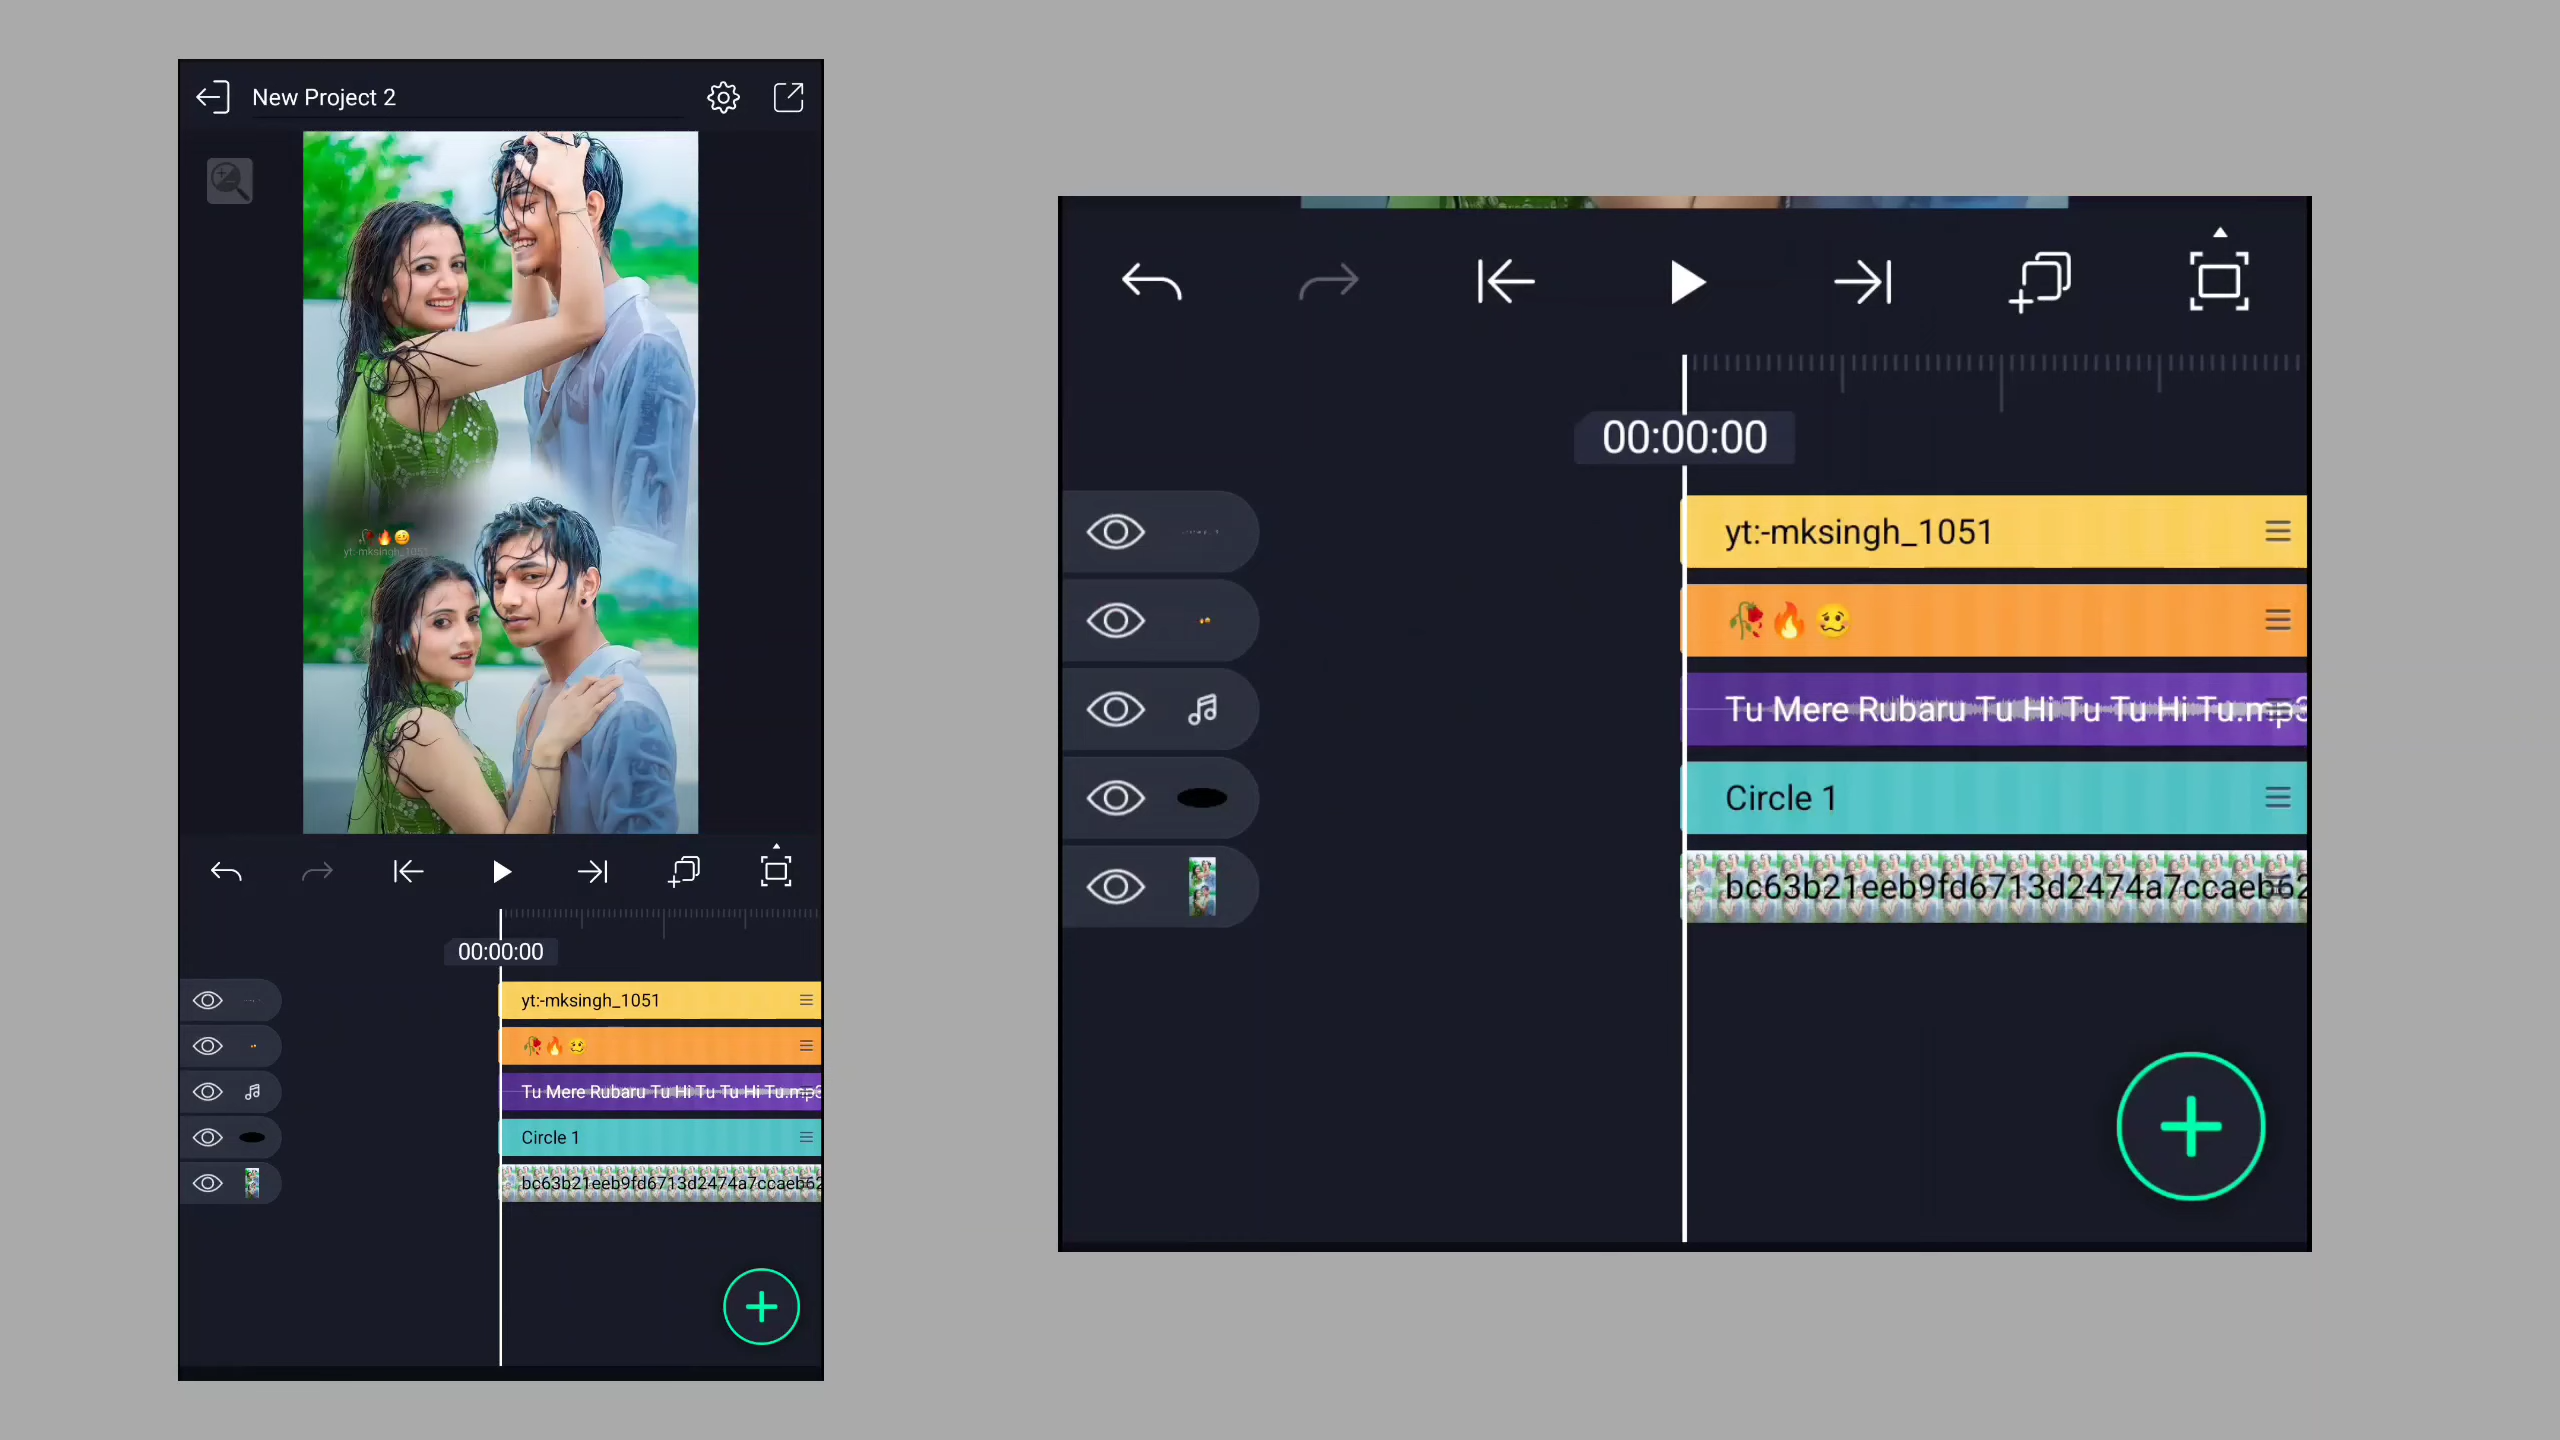 New Project 2
🥀🔥🥴
yt:-mksingh_1051
00:00:00
yt:-mksingh_1051
🥀🔥🥴
Tu Mere Rubaru Tu Hi Tu Tu Hi Tu.mp3
Circle 1
bc63b21eeb9fd6713d2474a7ccaeb62
00:00:00
yt:-mksingh_1051
🥀🔥🥴
Tu Mere Rubaru Tu Hi Tu Tu Hi Tu.mp3
Circle 1
bc63b21eeb9fd6713d2474a7ccaeb62